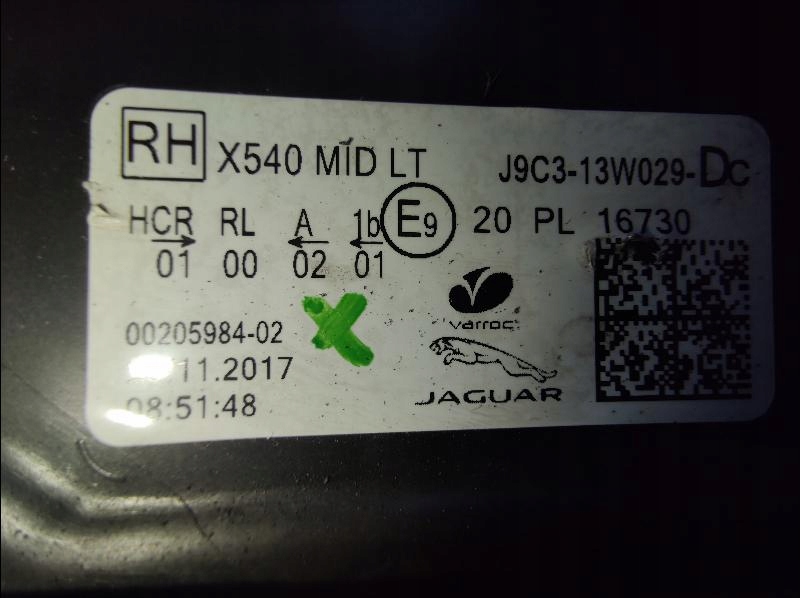 RH X540 MID LT J9C3-13W029-DC
HCR RL A 1b E9 20 PL 16730
01 00 02 01
varroc
00205984-02
11.2017
JAGUAR
08:51:48